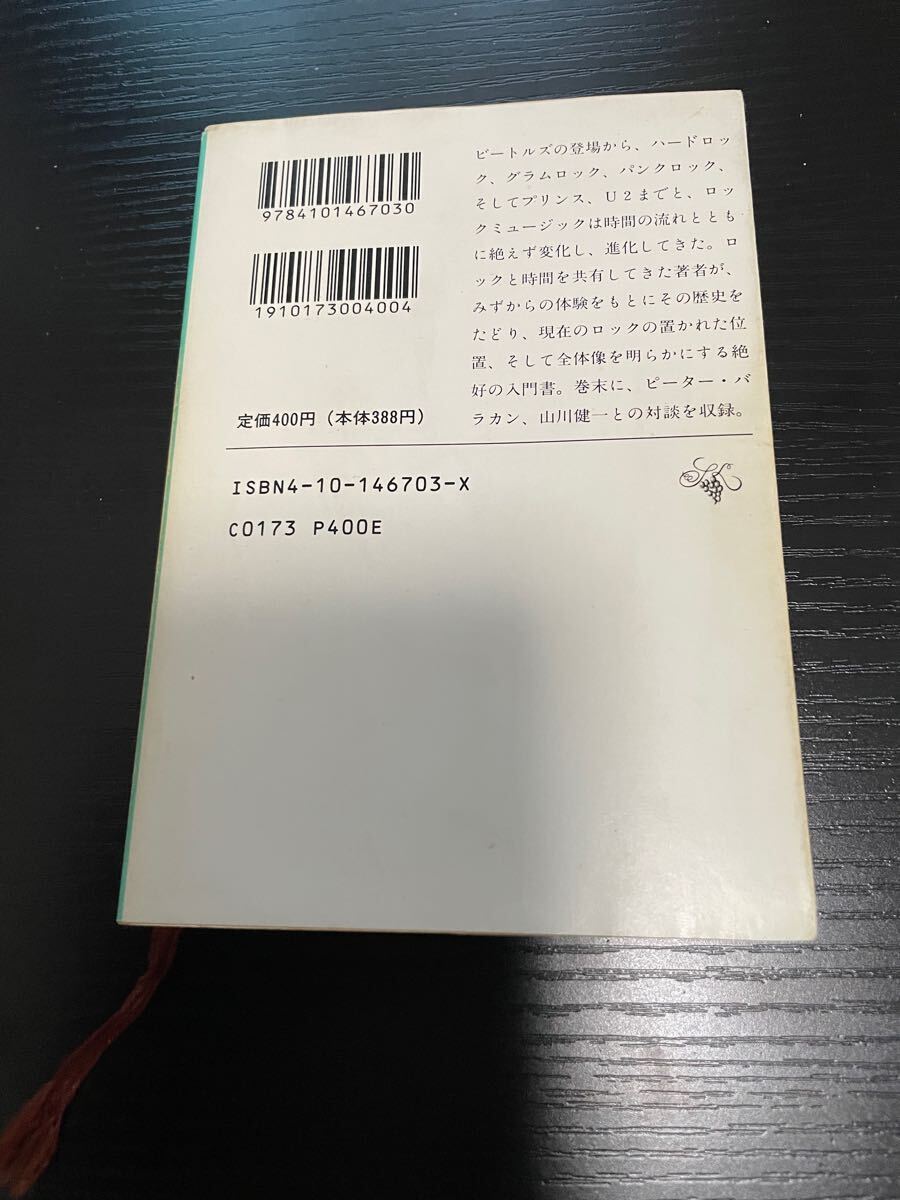 9784101467030
1910173004004
定価400円（本体388円）
ビートルズの登場から、ハードロッ
ク、グラムロック、パンクロック、
そしてプリンス、U2までと、ロッ
クミュージックは時間の流れととも
に絶えず変化し、進化してきた。ロ
ックと時間を共有してきた著者が、
みずからの体験をもとにその歴史を
たどり、現在のロックの置かれた位
置、そして全体像を明らかにする絶
好の入門書。巻末に、ピーター・バ
ラカン、山川健一との対談を収録。
ISBN4-10-146703-X
C0173 P400E